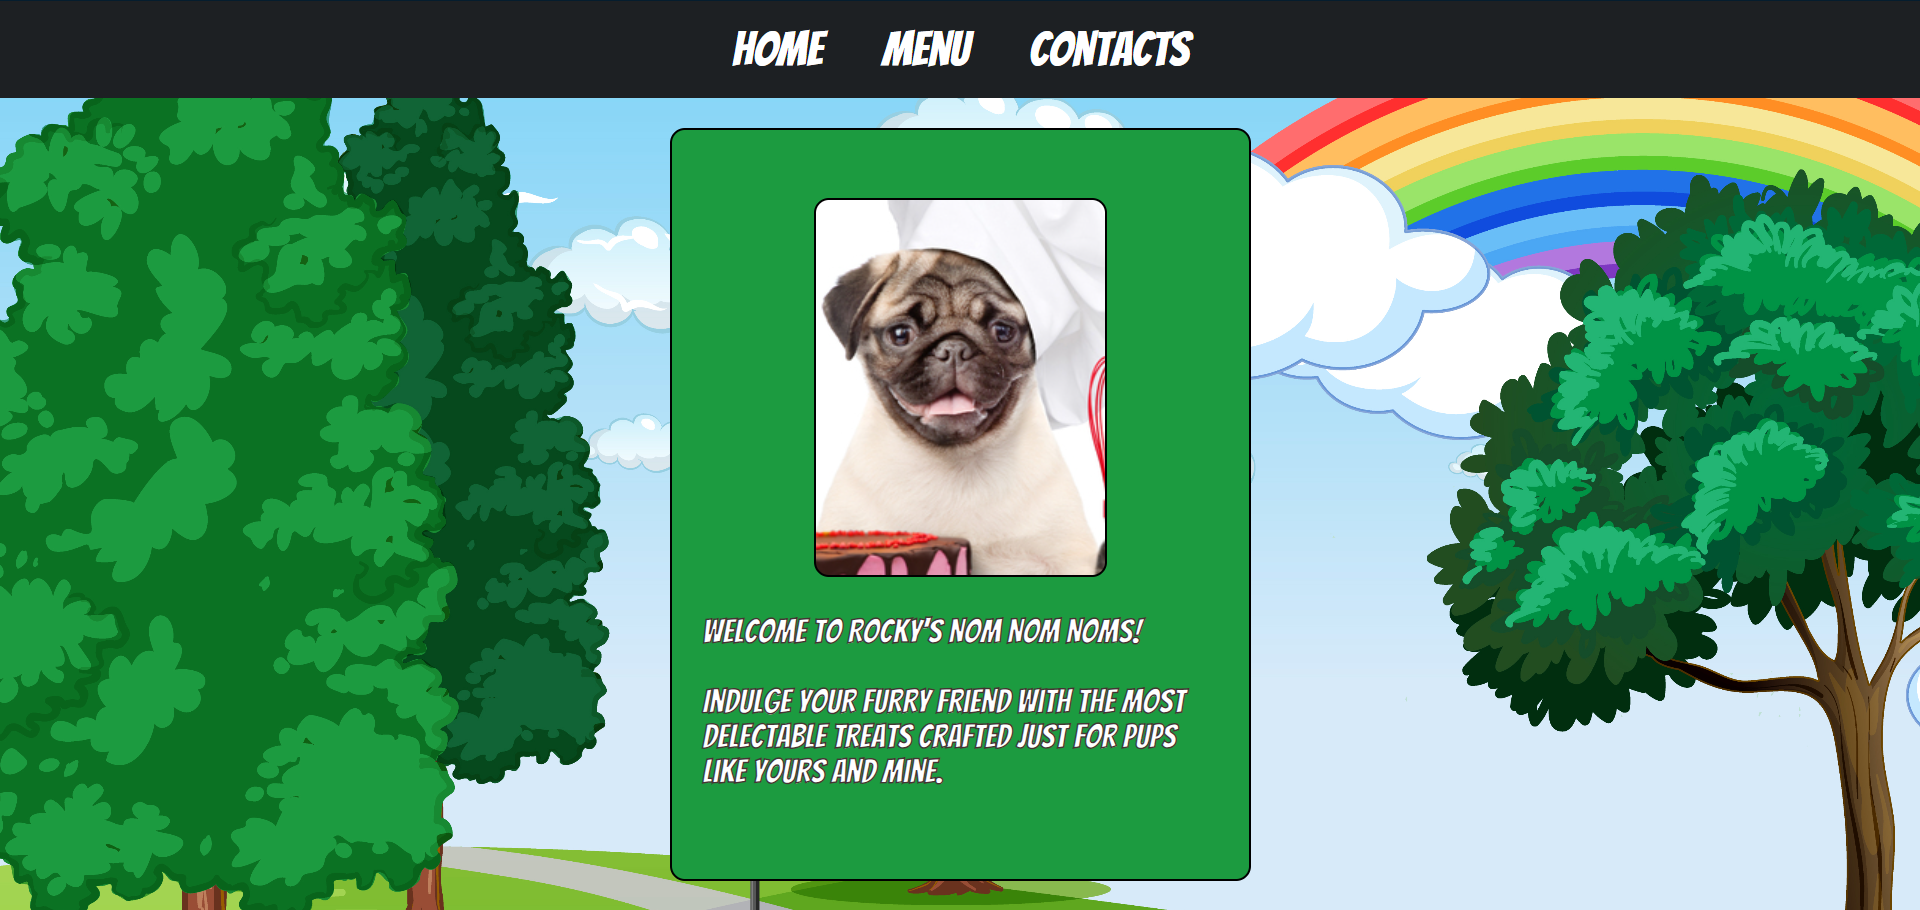 HOME MENU CONTACTS
WELCOME TO ROCKY'S NOM NOM NOMS!
INDULGE YOUR FURRY FRIEND WITH THE MOST
DELECTABLE TREATS CRAFTED JUST FOR PUPS
LIKE YOURS AND MINE.